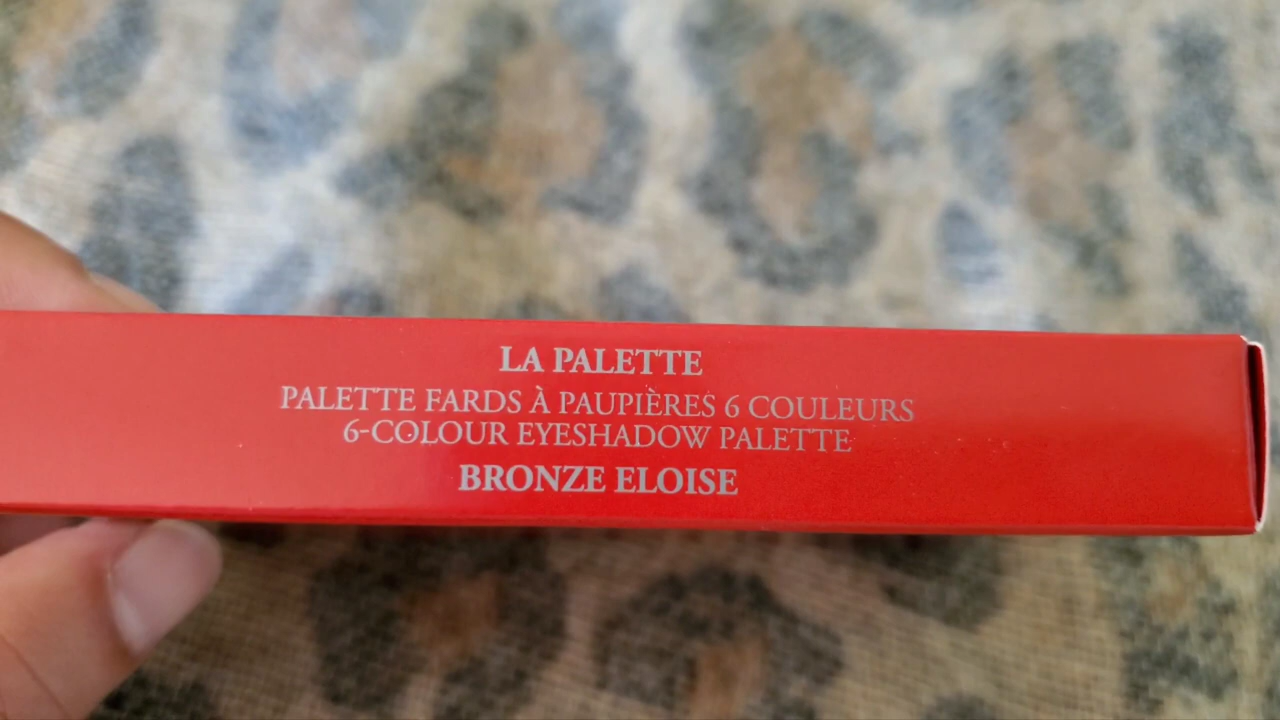 LA PALETTE
PALETTE FARDS À PAUPIÈRES 6 COULEURS
6-COLOUR EYESHADOW PALETTE
BRONZE ELOISE